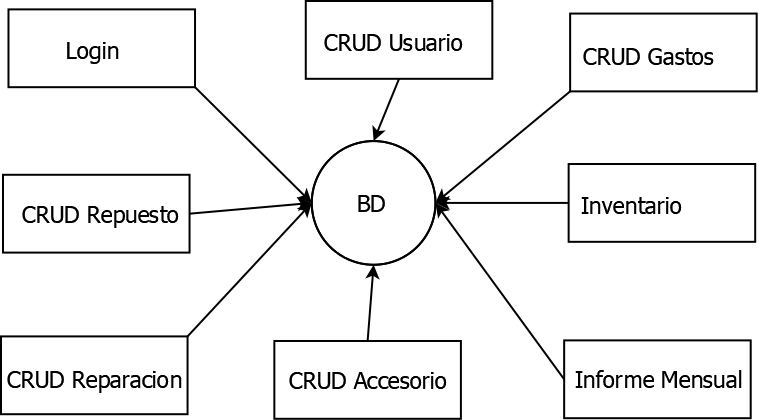 Login
CRUD Usuario
CRUD Gastos
CRUD Repuesto
BD
Inventario
CRUD Reparacion
CRUD Accesorio
Informe Mensual